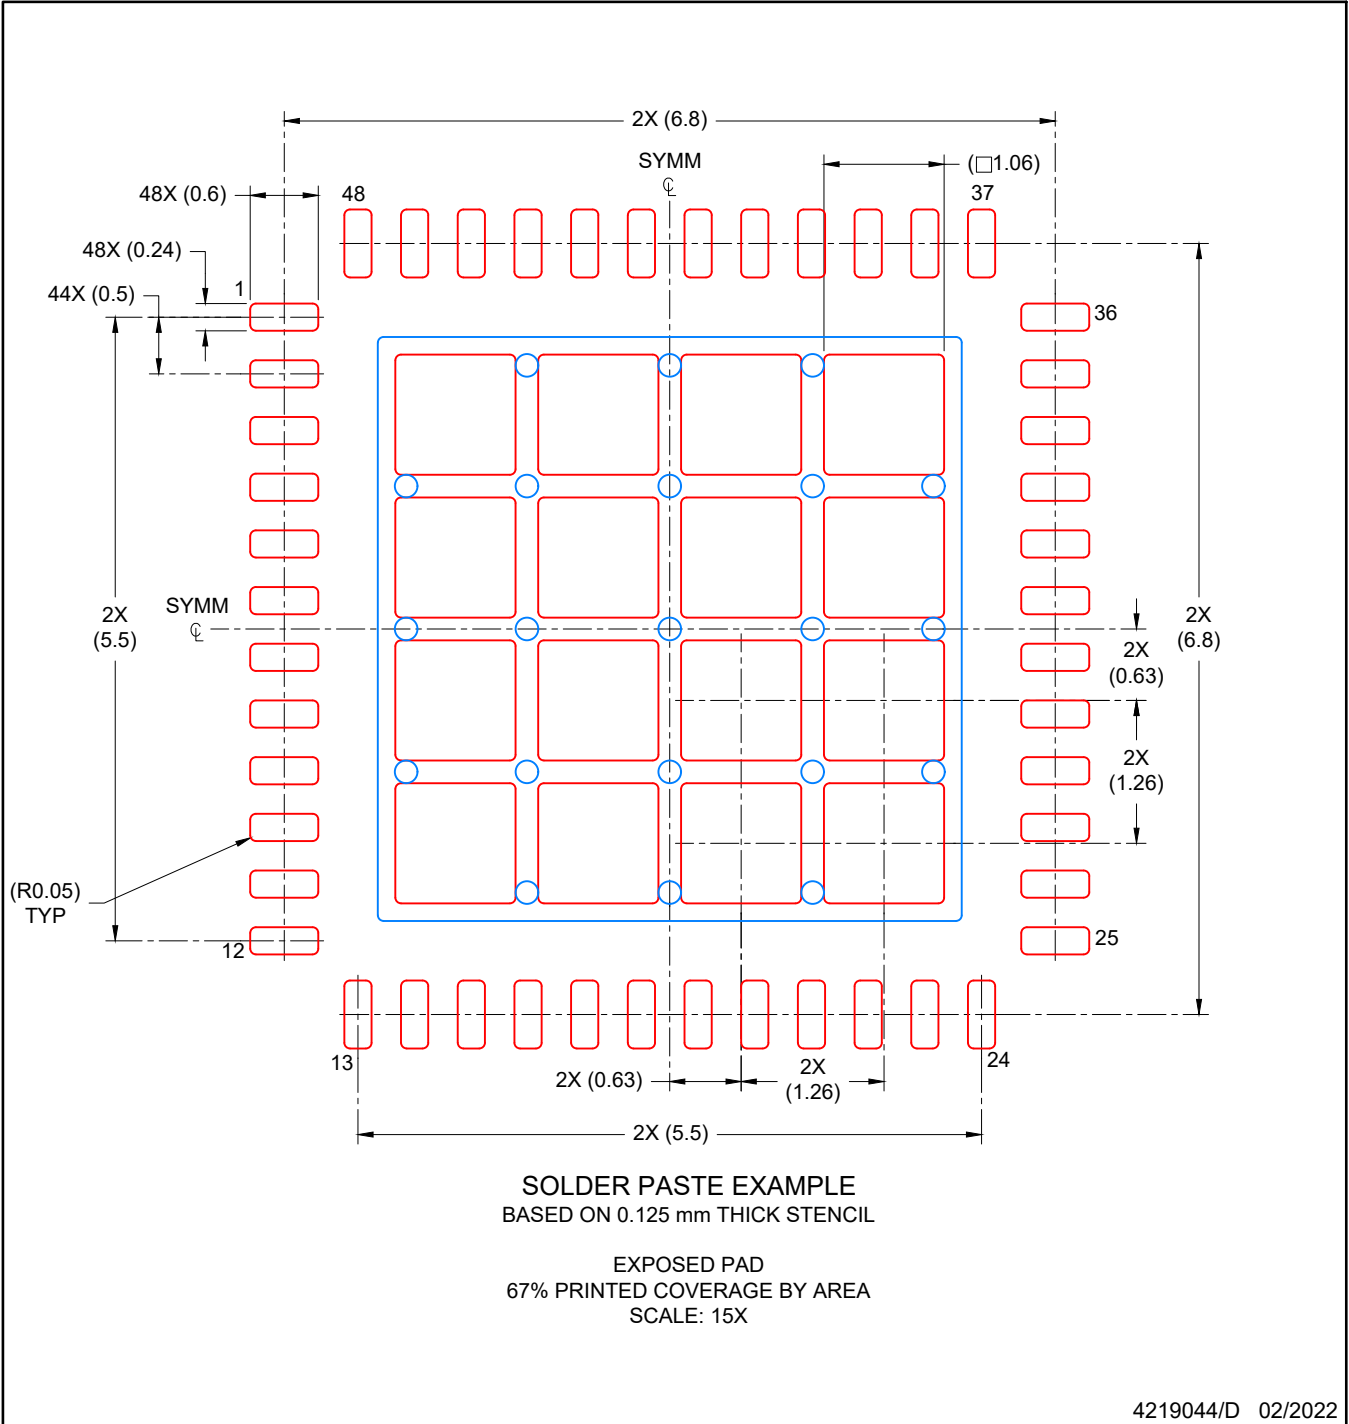 2X (6.8)
SYMM
℄
(□1.06)
48X (0.6)
48
37
48X (0.24)
1
44X (0.5)
36
2X
(5.5)
SYMM
℄
2X
(6.8)
2X
(0.63)
2X
(1.26)
(R0.05)
TYP
12
25
13
24
2X (0.63)
2X
(1.26)
2X (5.5)
SOLDER PASTE EXAMPLE
BASED ON 0.125 mm THICK STENCIL
EXPOSED PAD
67% PRINTED COVERAGE BY AREA
SCALE: 15X
4219044/D 02/2022